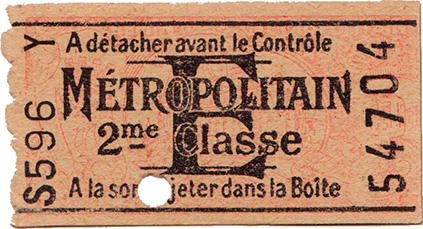 A détacher avant le Contrôle
E
MÉTROPOLITAIN
2me Classe
A la jeter dans la Boîte
S596 Y
54704